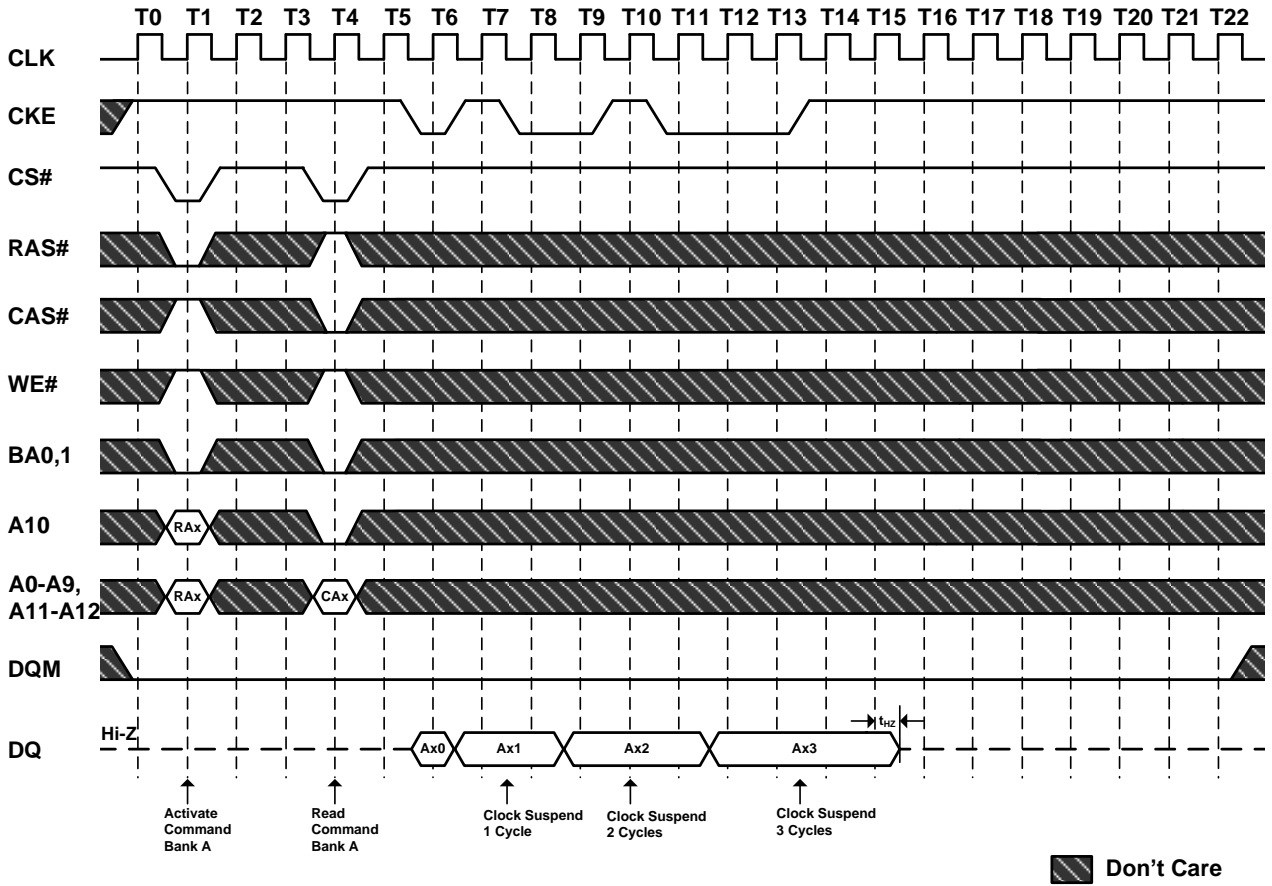 T0 T1 T2 T3 T4 T5 T6 T7 T8 T9 T10 T11 T12 T13 T14 T15 T16 T17 T18 T19 T20 T21 T22
CLK
CKE
CS#
RAS#
CAS#
WE#
BA0,1
A10
RAx
A0-A9,
A11-A12
RAx CAx
DQM
Hi-Z
tHZ
DQ
Ax0 Ax1 Ax2 Ax3
Activate
Command
Bank A
Read
Command
Bank A
Clock Suspend
1 Cycle
Clock Suspend
2 Cycles
Clock Suspend
3 Cycles
Don't Care